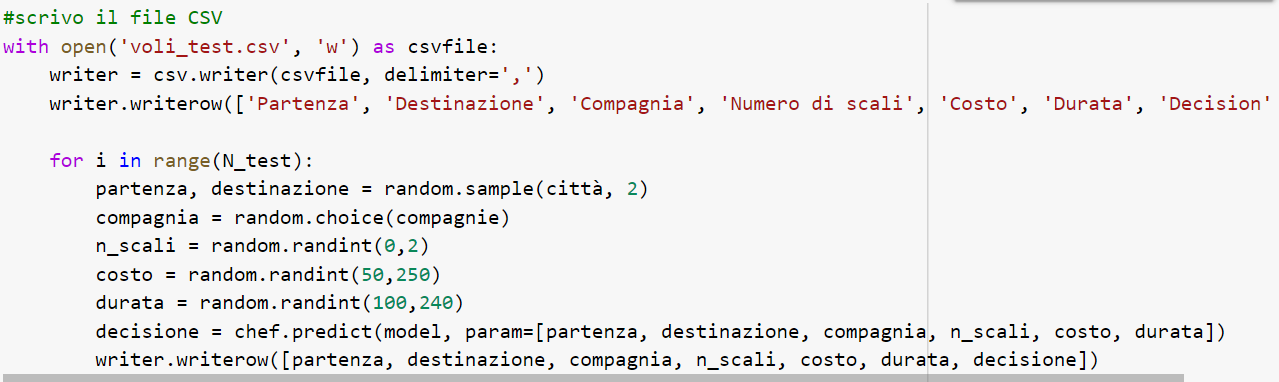 #scrivo il file CSV
with open('voli_test.csv', 'w') as csvfile:
    writer = csv.writer(csvfile, delimiter=',')
    writer.writerow(['Partenza', 'Destinazione', 'Compagnia', 'Numero di scali', 'Costo', 'Durata', 'Decision'
    for i in range(N_test):
        partenza, destinazione = random.sample(città, 2)
        compagnia = random.choice(compagnie)
        n_scali = random.randint(0,2)
        costo = random.randint(50,250)
        durata = random.randint(100,240)
        decisione = chef.predict(model, param=[partenza, destinazione, compagnia, n_scali, costo, durata])
        writer.writerow([partenza, destinazione, compagnia, n_scali, costo, durata, decisione])